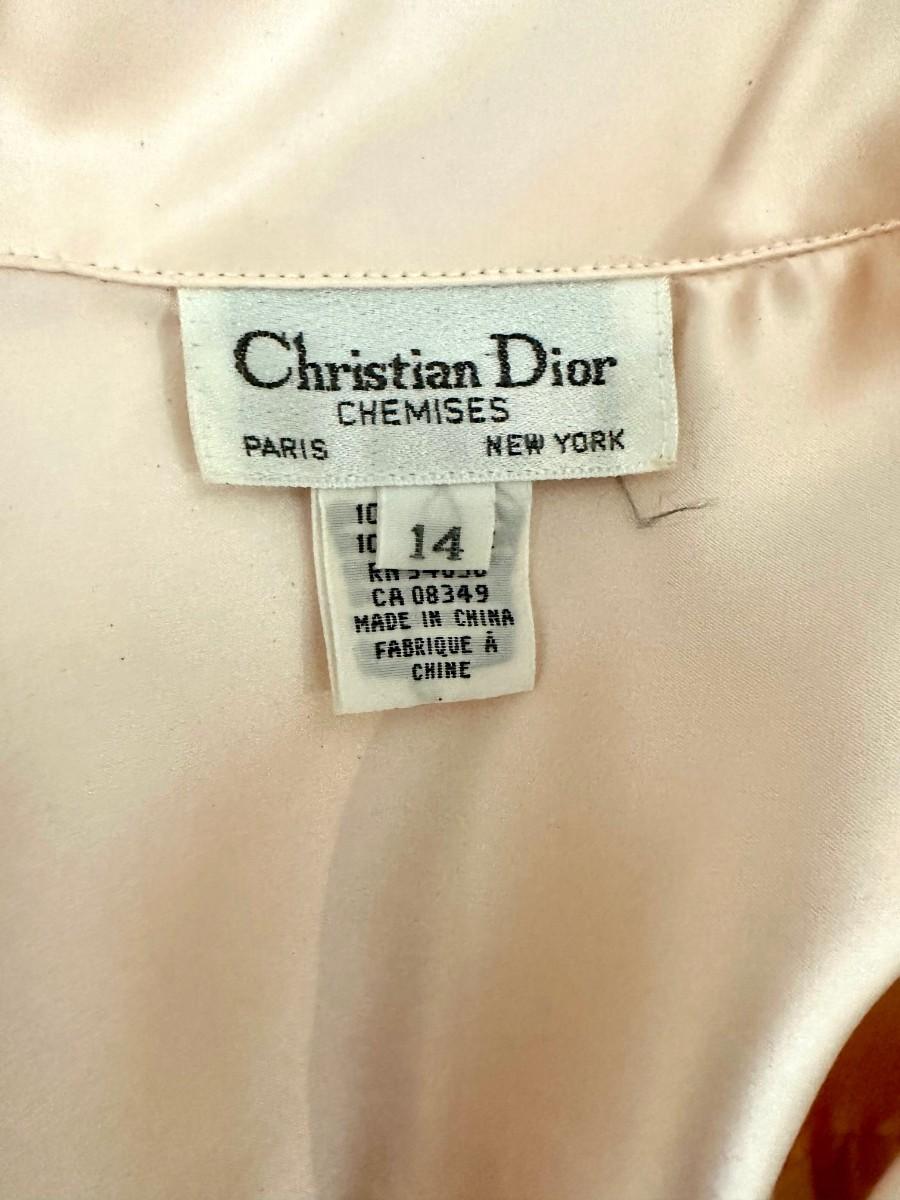 Christian Dior
CHEMISES
PARIS NEW YORK
14
CA 08349
MADE IN CHINA
FABRIQUE À
CHINE